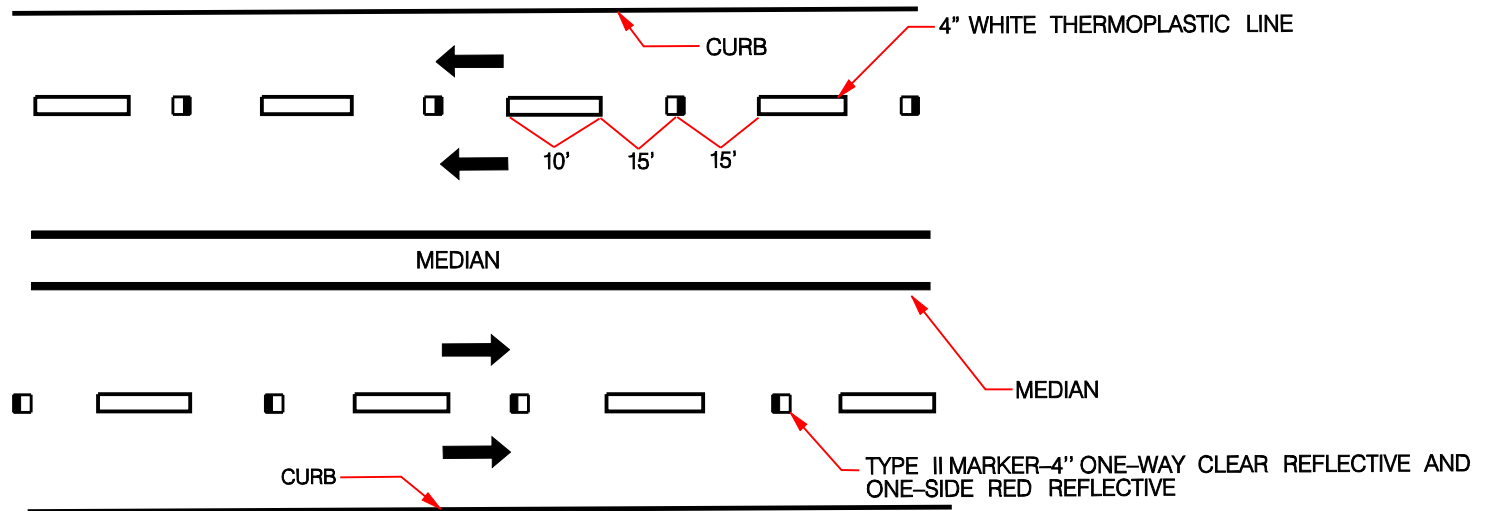 4" WHITE THERMOPLASTIC LINE
CURB
10' 15' 15'
MEDIAN
MEDIAN
TYPE II MARKER–4'' ONE–WAY CLEAR REFLECTIVE AND
ONE–SIDE RED REFLECTIVE
CURB